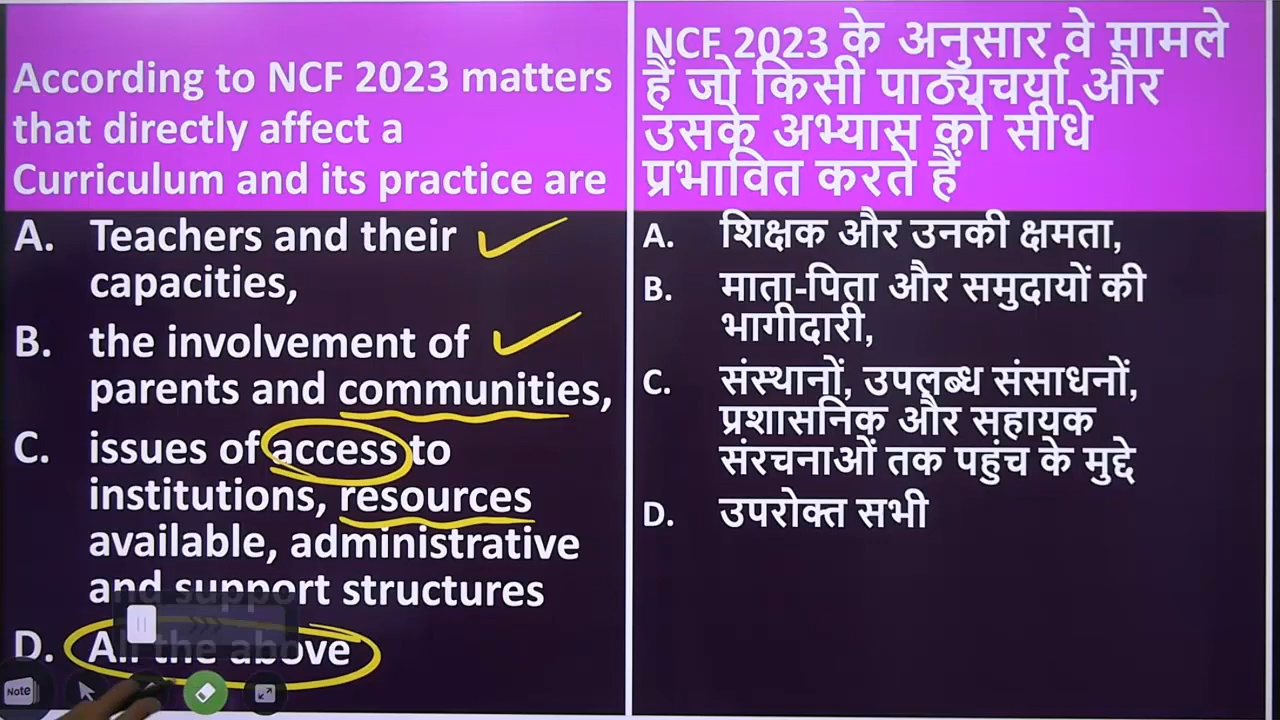 According to NCF 2023 matters
that directly affect a
Curriculum and its practice are
A. Teachers and their
capacities,
B. the involvement of
parents and communities,
C. issues of access to
institutions, resources
available, administrative
and support structures
D. All the above
Note
NCF 2023 के अनुसार वे मामले
हैं जो किसी पाठ्यचर्या और
उसके अभ्यास को सीधे
प्रभावित करते हैं
A. शिक्षक और उनकी क्षमता,
B. माता-पिता और समुदायों की
भागीदारी,
C. संस्थानों, उपलब्ध संसाधनों,
प्रशासनिक और सहायक
संरचनाओं तक पहुंच के मुद्दे
D. उपरोक्त सभी